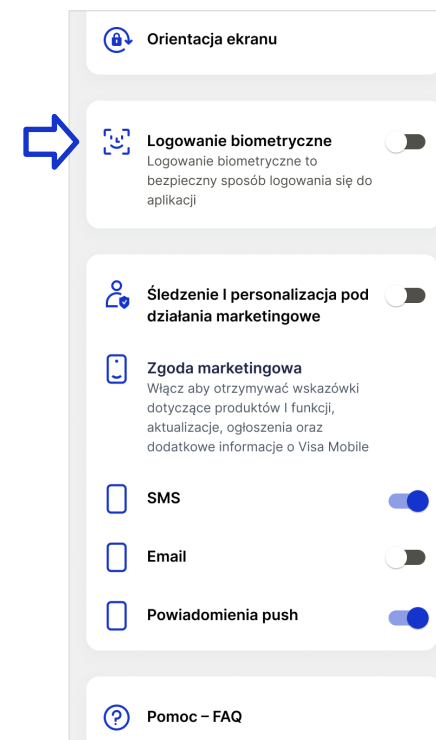 Orientacja ekranu
Logowanie biometryczne
Logowanie biometryczne to
bezpieczny sposób logowania się do
aplikacji
Śledzenie I personalizacja pod
działania marketingowe
Zgoda marketingowa
Włącz aby otrzymywać wskazówki
dotyczące produktów I funkcji,
aktualizacje, ogłoszenia oraz
dodatkowe informacje o Visa Mobile
SMS
Email
Powiadomienia push
Pomoc – FAQ